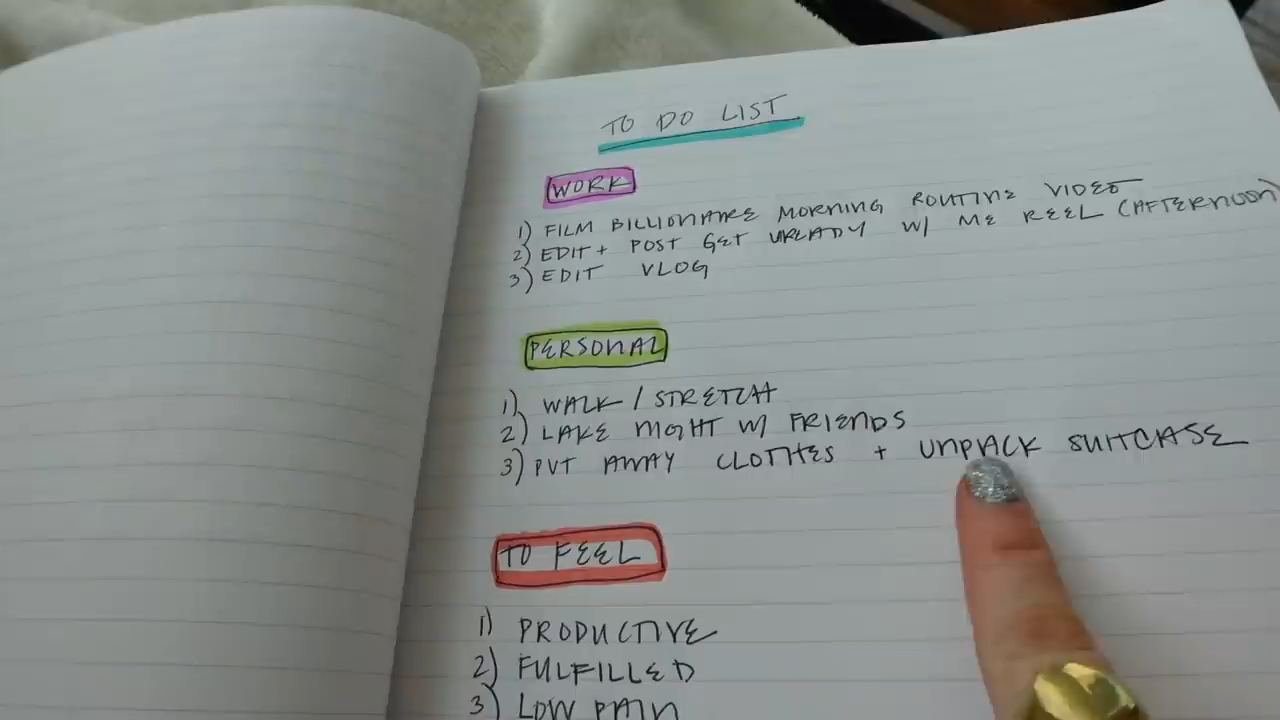 TO DO LIST
WORK
1) FILM BILLIONARE MORNING ROUTINE VIDEO
2) EDIT + POST GET UREADY W/ ME REEL (AFTERNOON)
3) EDIT VLOG
PERSONAL
1) WALK / STRETCH
2) LAKE NIGHT W/ FRIENDS
3) PUT AWAY CLOTHES + UNPACK SUITCASE
TO FEEL
1) PRODUCTIVE
2) FULFILLED
3) LOW PAIN